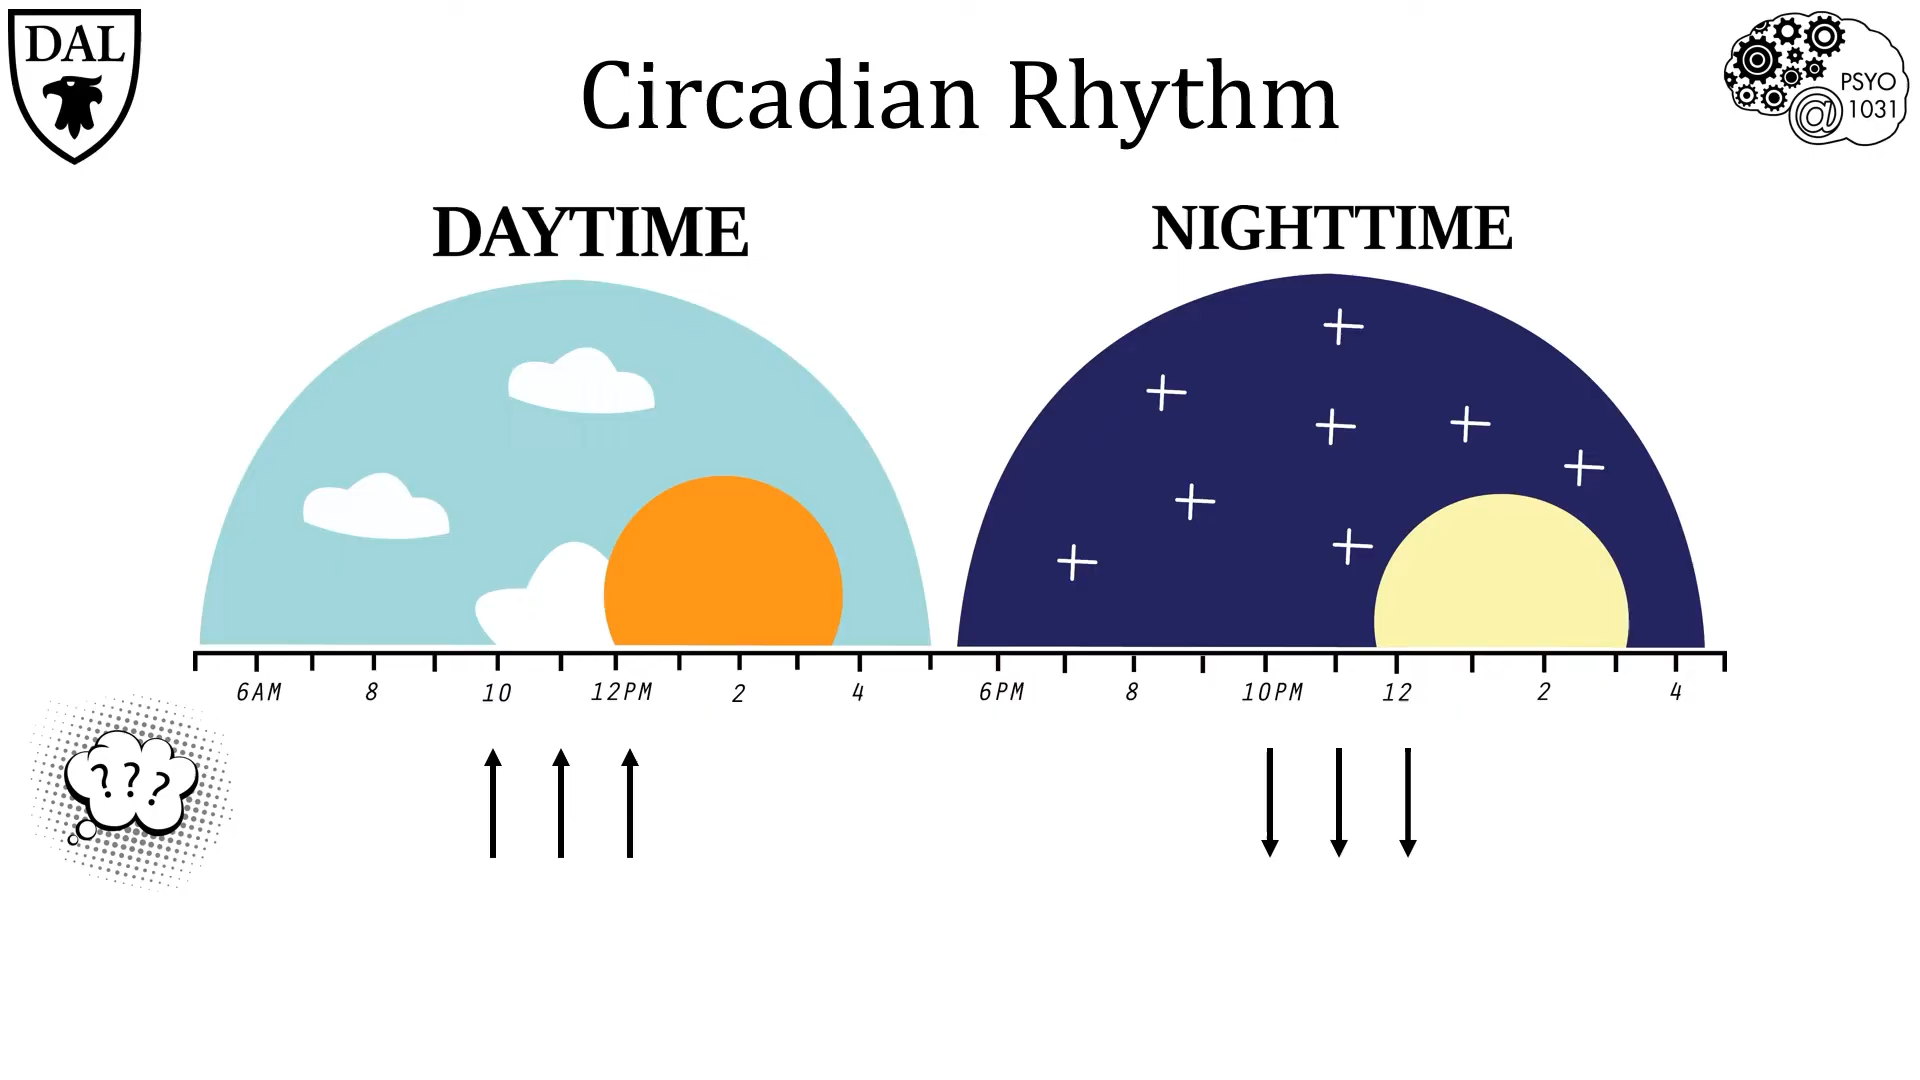 DAL
Circadian Rhythm
PSYO
@ 1031
DAYTIME
NIGHTTIME
6AM 8 10 12PM 2 4 6PM 8 10PM 12 2 4
? ? ?